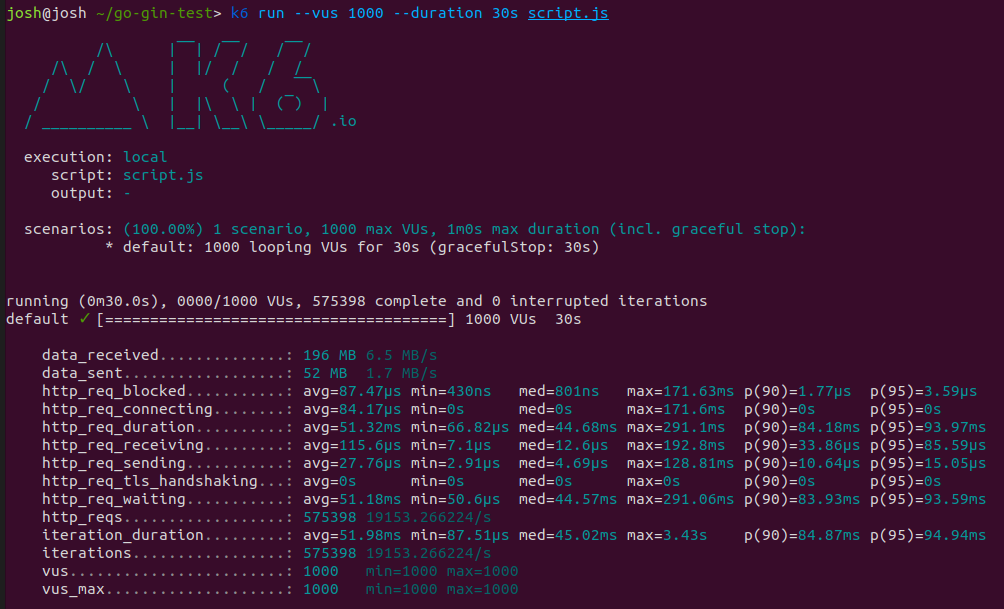 josh@josh ~/go-gin-test> k6 run --vus 1000 --duration 30s script.js
          /\      |‾‾| /‾‾/   /‾‾/
     /\  /  \     |  |/  /   /  /
    /  \/    \    |     (   /   ‾‾\
   /          \   |  |\  \ |  (‾)  |
  / __________ \  |__| \__\ \_____/ .io
  execution: local
     script: script.js
     output: -
  scenarios: (100.00%) 1 scenario, 1000 max VUs, 1m0s max duration (incl. graceful stop):
           * default: 1000 looping VUs for 30s (gracefulStop: 30s)
running (0m30.0s), 0000/1000 VUs, 575398 complete and 0 interrupted iterations
default ✓ [======================================] 1000 VUs  30s
    data_received..............: 196 MB 6.5 MB/s
    data_sent..................: 52 MB  1.7 MB/s
    http_req_blocked...........: avg=87.47µs min=430ns   med=801ns   max=171.63ms p(90)=1.77µs  p(95)=3.59µs
    http_req_connecting........: avg=84.17µs min=0s      med=0s      max=171.6ms  p(90)=0s      p(95)=0s
    http_req_duration..........: avg=51.32ms min=66.82µs med=44.68ms max=291.1ms  p(90)=84.18ms p(95)=93.97ms
    http_req_receiving.........: avg=115.6µs min=7.1µs   med=12.6µs  max=192.8ms  p(90)=33.86µs p(95)=85.59µs
    http_req_sending...........: avg=27.76µs min=2.91µs  med=4.69µs  max=128.81ms p(90)=10.64µs p(95)=15.05µs
    http_req_tls_handshaking...: avg=0s      min=0s      med=0s      max=0s       p(90)=0s      p(95)=0s
    http_req_waiting...........: avg=51.18ms min=50.6µs  med=44.57ms max=291.06ms p(90)=83.93ms p(95)=93.59ms
    http_reqs..................: 575398 19153.266224/s
    iteration_duration.........: avg=51.98ms min=87.51µs med=45.02ms max=3.43s    p(90)=84.87ms p(95)=94.94ms
    iterations.................: 575398 19153.266224/s
    vus........................: 1000   min=1000 max=1000
    vus_max....................: 1000   min=1000 max=1000